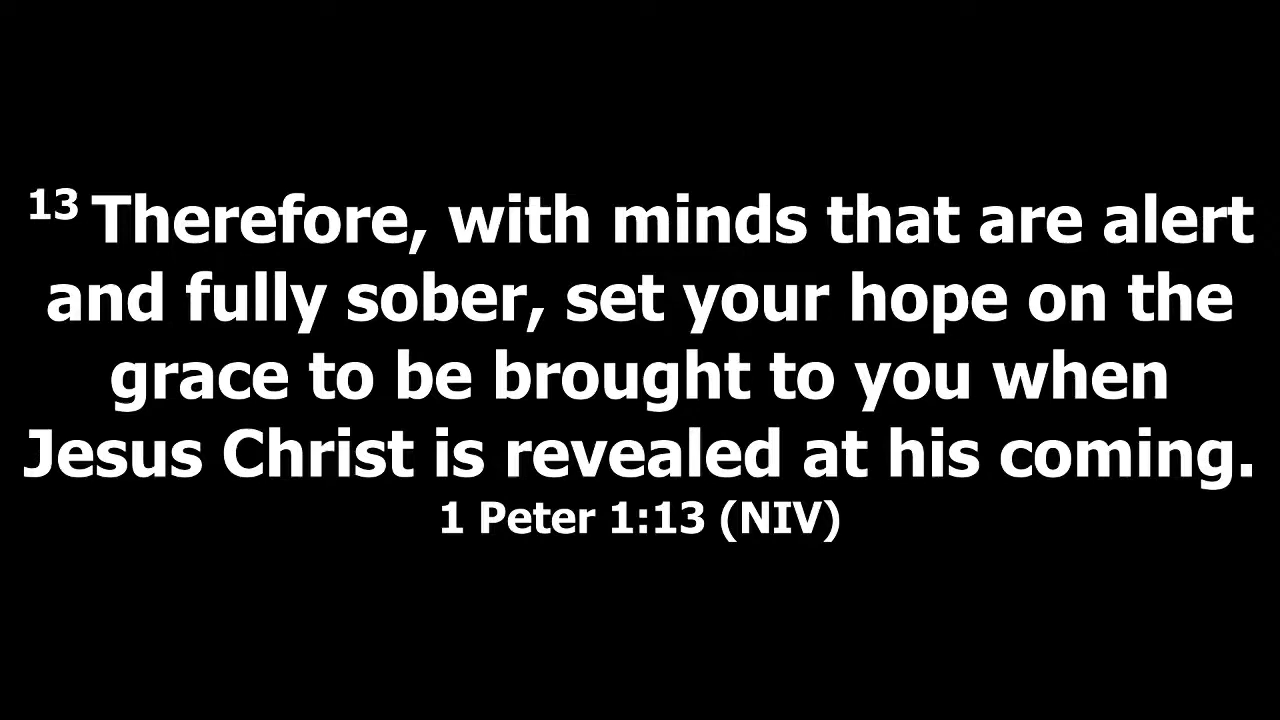 13 Therefore, with minds that are alert
and fully sober, set your hope on the
grace to be brought to you when
Jesus Christ is revealed at his coming.
1 Peter 1:13 (NIV)